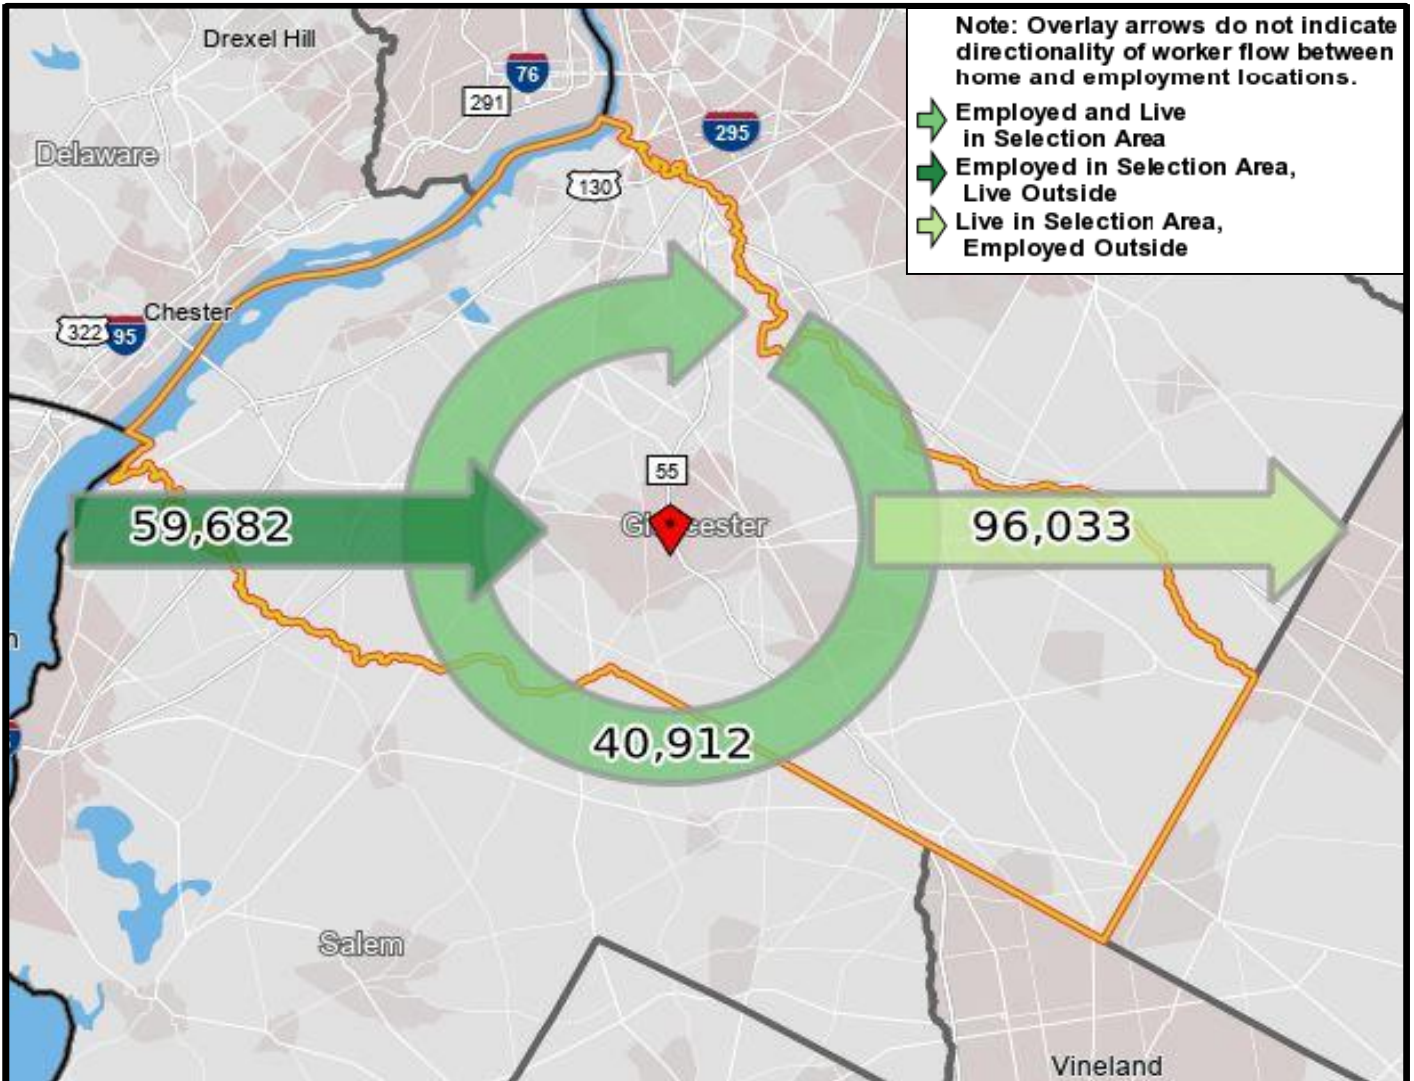 Note: Overlay arrows do not indicate
directionality of worker flow between
home and employment locations.
Employed and Live
in Selection Area
Employed in Selection Area,
Live Outside
Live in Selection Area,
Employed Outside
Drexel Hill
76
291
295
Delaware
130
Chester
322
95
55
59,682
96,033
40,912
Salem
Vineland